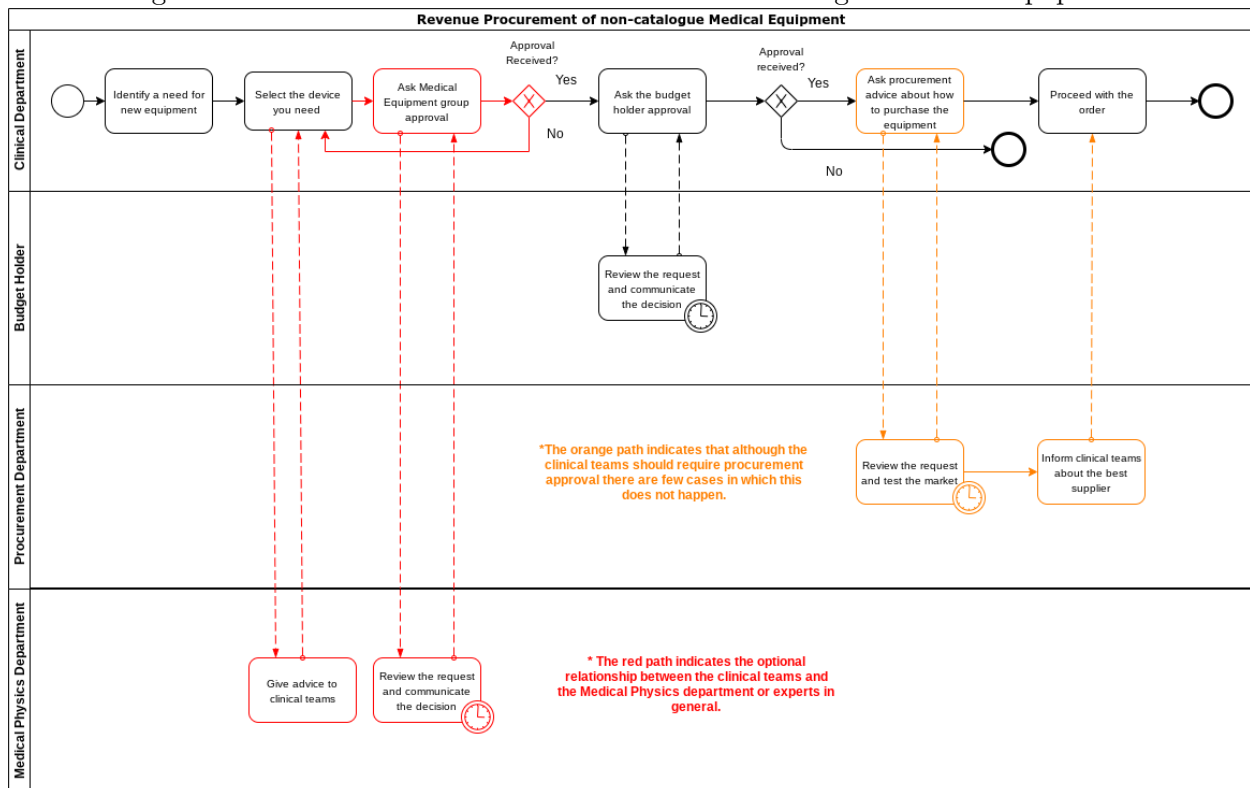 Revenue Procurement of non-catalogue Medical Equipment
Clinical Department
Identify a need for
new equipment
Select the device
you need
Ask Medical
Equipment group
approval
Approval
Received?
Yes
No
Ask the budget
holder approval
Approval
received?
Yes
No
Ask procurement
advice about how
to purchase the
equipment
Proceed with the
order
Budget Holder
Review the request
and communicate
the decision
Procurement Department
*The orange path indicates that although the
clinical teams should require procurement
approval there are few cases in which this
does not happen.
Review the request
and test the market
Inform clinical teams
about the best
supplier
Medical Physics Department
Give advice to
clinical teams
Review the request
and communicate
the decision
* The red path indicates the optional
relationship between the clinical teams and
the Medical Physics department or experts in
general.